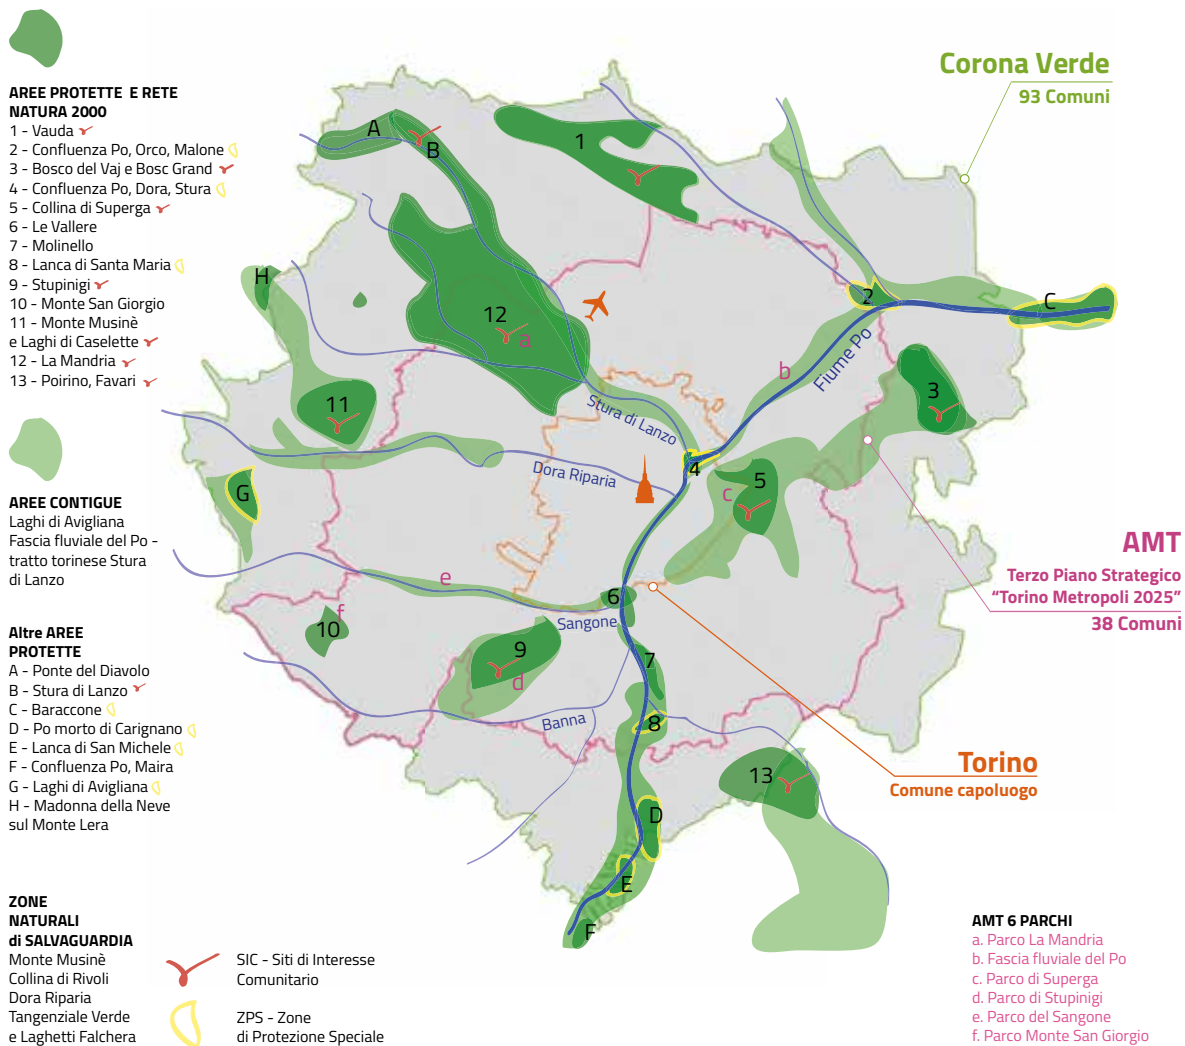 AREE PROTETTE E RETE
NATURA 2000
1 - Vauda
2 - Confluenza Po, Orco, Malone
3 - Bosco del Vaj e Bosc Grand
4 - Confluenza Po, Dora, Stura
5 - Collina di Superga
6 - Le Vallere
7 - Molinello
8 - Lanca di Santa Maria
9 - Stupinigi
10 - Monte San Giorgio
11 - Monte Musinè
e Laghi di Caselette
12 - La Mandria
13 - Poirino, Favari
AREE CONTIGUE
Laghi di Avigliana
Fascia fluviale del Po -
tratto torinese Stura
di Lanzo
Altre AREE
PROTETTE
A - Ponte del Diavolo
B - Stura di Lanzo
C - Baraccone
D - Po morto di Carignano
E - Lanca di San Michele
F - Confluenza Po, Maira
G - Laghi di Avigliana
H - Madonna della Neve
sul Monte Lera
ZONE
NATURALI
di SALVAGUARDIA
Monte Musinè
Collina di Rivoli
Dora Riparia
Tangenziale Verde
e Laghetti Falchera
SIC - Siti di Interesse
Comunitario
ZPS - Zone
di Protezione Speciale
Corona Verde
93 Comuni
A
B
1
H
12
a
2
C
b
Fiume Po
3
11
Stura di Lanzo
4
Dora Riparia
5
c
G
e
6
f
10
Sangone
9
d
7
Banna
8
13
D
E
F
AMT
Terzo Piano Strategico
“Torino Metropoli 2025”
38 Comuni
Torino
Comune capoluogo
AMT 6 PARCHI
a. Parco La Mandria
b. Fascia fluviale del Po
c. Parco di Superga
d. Parco di Stupinigi
e. Parco del Sangone
f. Parco Monte San Giorgio